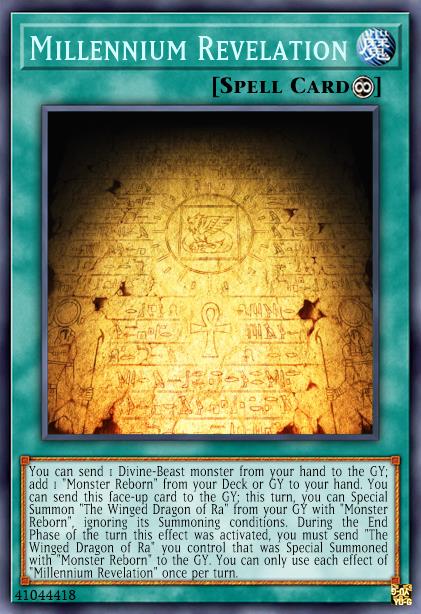 Millennium Revelation
[Spell Card]
You can send 1 Divine-Beast monster from your hand to the GY;
add 1 "Monster Reborn" from your Deck or GY to your hand. You
can send this face-up card to the GY; this turn, you can Special
Summon "The Winged Dragon of Ra" from your GY with "Monster
Reborn", ignoring its Summoning conditions. During the End
Phase of the turn this effect was activated, you must send "The
Winged Dragon of Ra" you control that was Special Summoned
with "Monster Reborn" to the GY. You can only use each effect of
"Millennium Revelation" once per turn.
41044418